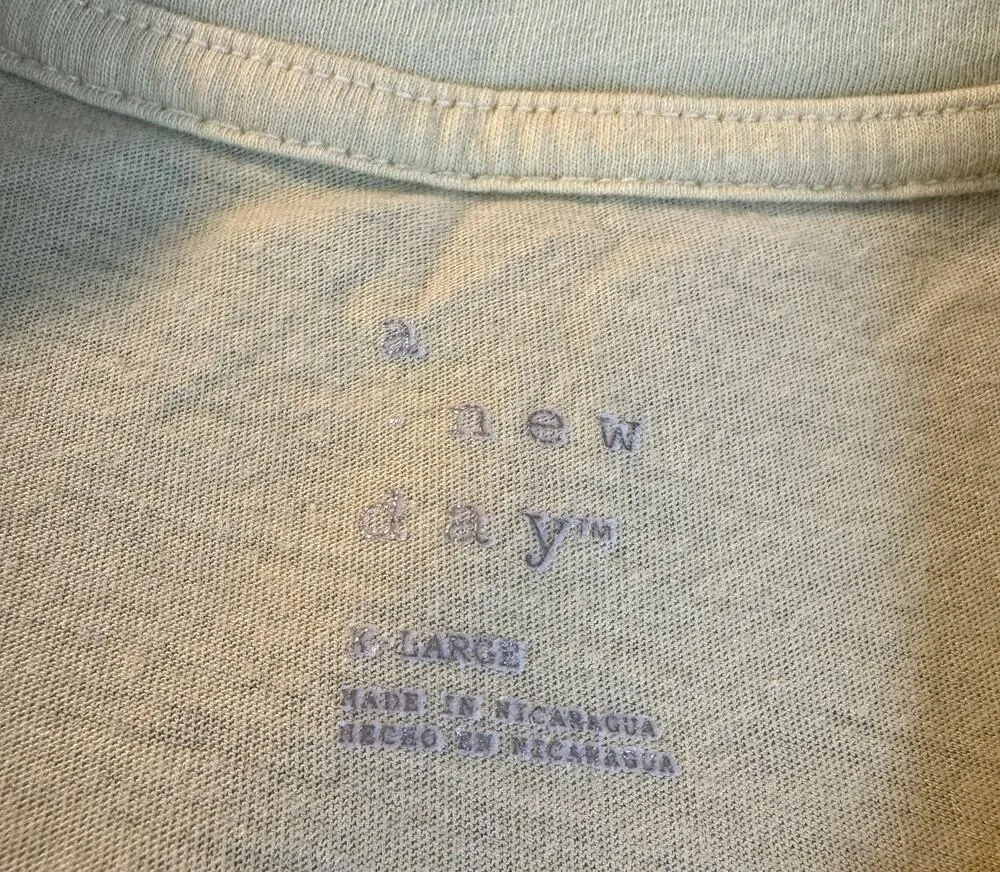 a
· new
day™
X-LARGE
MADE IN NICARAGUA
HECHO EN NICARAGUA